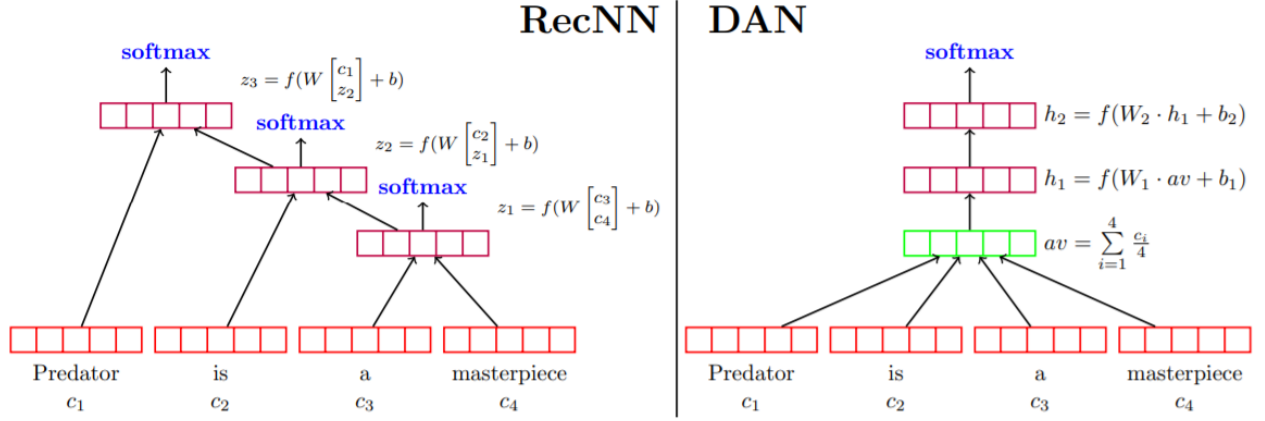 RecNN
softmax
z₃ = f(W [c₁ z₂] + b)
softmax
z₂ = f(W [c₂ z₁] + b)
softmax
z₁ = f(W [c₃ c₄] + b)
Predator is a masterpiece
c₁ c₂ c₃ c₄
DAN
softmax
h₂ = f(W₂ · h₁ + b₂)
h₁ = f(W₁ · av + b₁)
av = ∑_{i=1}^{4} c_i/4
Predator is a masterpiece
c₁ c₂ c₃ c₄